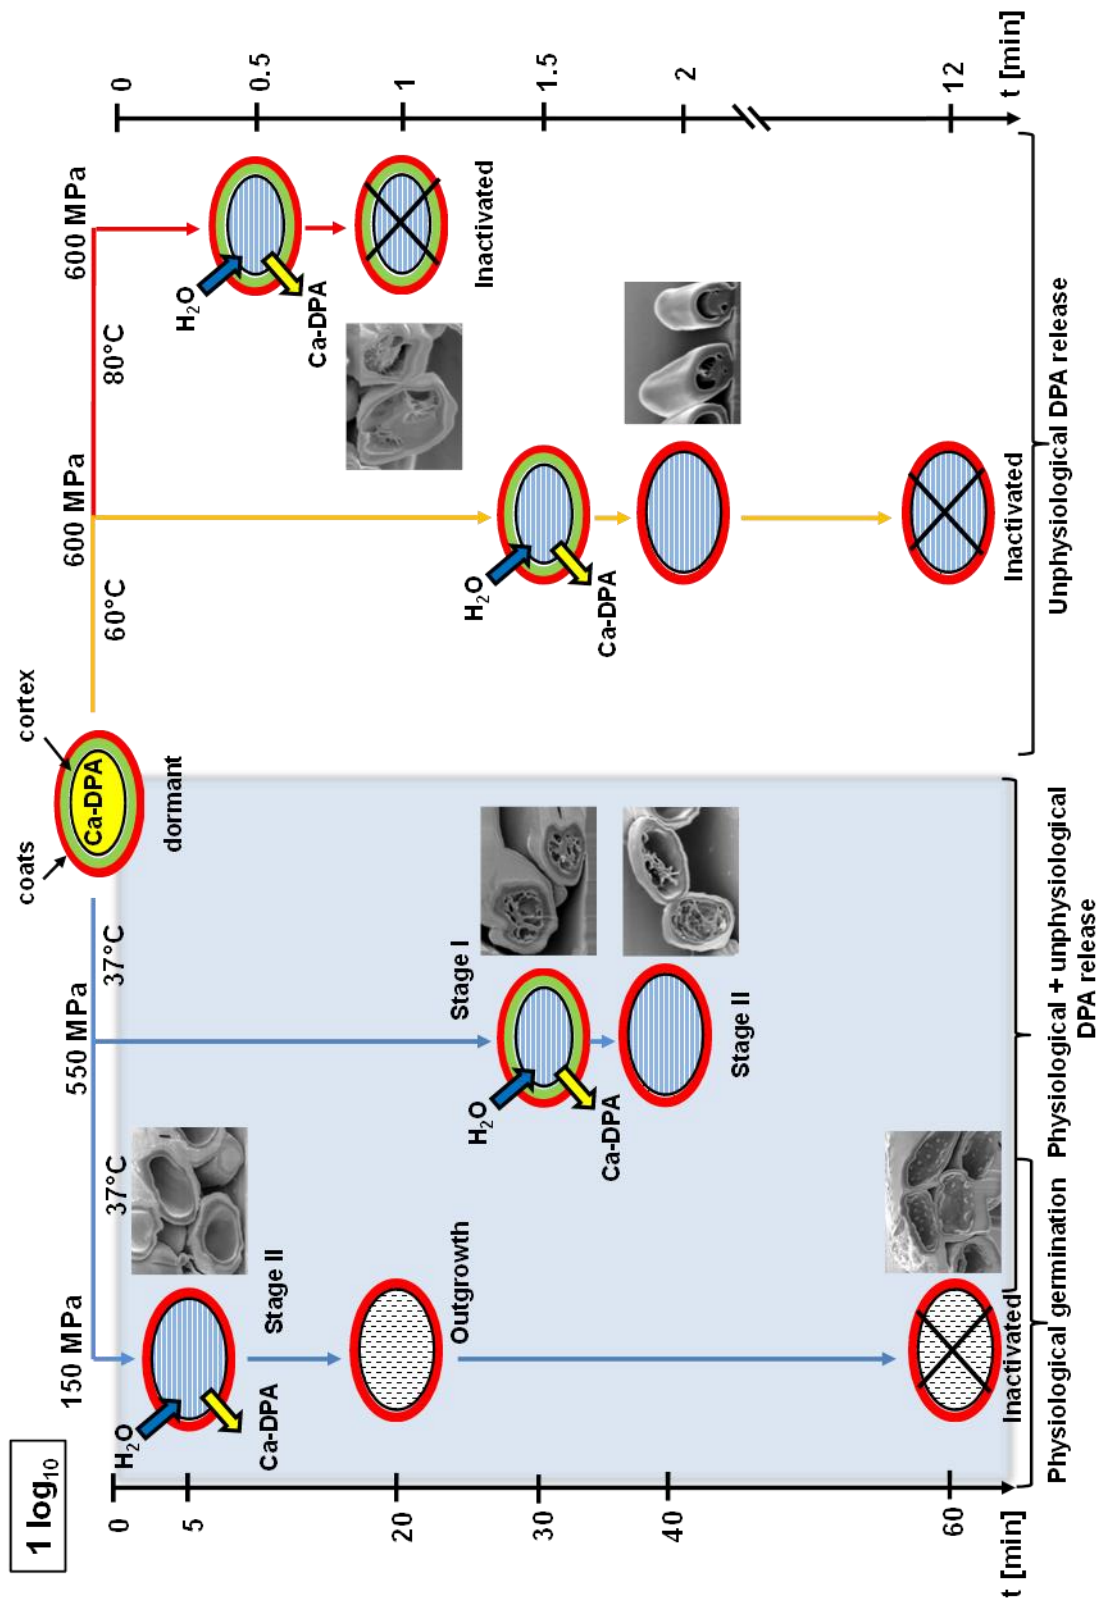 1 log10
coats
cortex
Ca-DPA
dormant
150 MPa
37°C
550 MPa
37°C
60°C
600 MPa
80°C
600 MPa
0
5
20
30
40
60
t [min]
H2O
Ca-DPA
Stage II
Outgrowth
Inactivated
Stage I
H2O
Ca-DPA
Stage II
H2O
Ca-DPA
Inactivated
H2O
Ca-DPA
Inactivated
0
0.5
1
1.5
2
12
t [min]
Physiological germination
Physiological + unphysiological
DPA release
Unphysiological DPA release